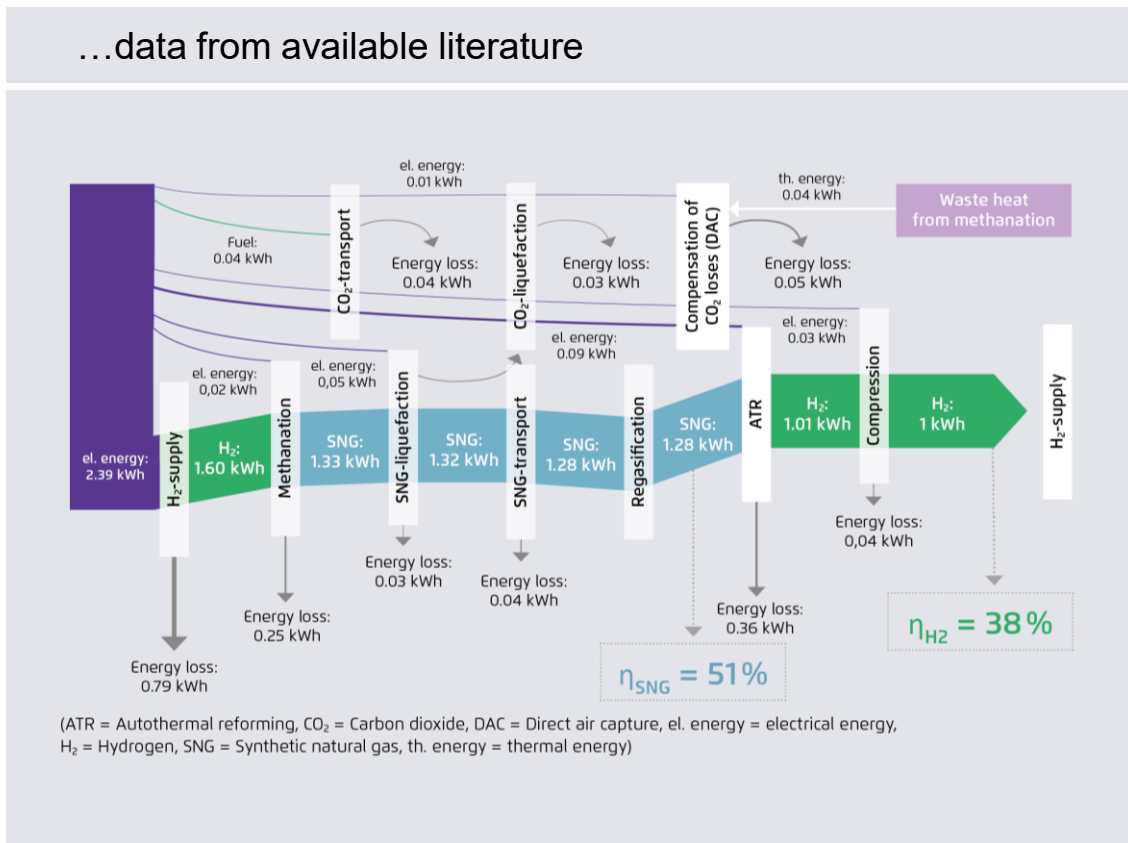 …data from available literature
el. energy:
0.01 kWh
th. energy:
0.04 kWh
Waste heat
from methanation
Fuel:
0.04 kWh
CO₂-transport
Energy loss:
0.04 kWh
CO₂-liquefaction
Energy loss:
0.03 kWh
Compensation of
CO₂ loses (DAC)
Energy loss:
0.05 kWh
el. energy:
0.03 kWh
el. energy:
0.09 kWh
el. energy:
0,02 kWh
el. energy:
0,05 kWh
el. energy:
2.39 kWh
H₂-supply
H₂:
1.60 kWh
Methanation
SNG:
1.33 kWh
SNG-liquefaction
SNG:
1.32 kWh
SNG-transport
SNG:
1.28 kWh
Regasification
SNG:
1.28 kWh
ATR
H₂:
1.01 kWh
Compression
H₂:
1 kWh
H₂-supply
Energy loss:
0.79 kWh
Energy loss:
0.25 kWh
Energy loss:
0.03 kWh
Energy loss:
0.04 kWh
Energy loss:
0.36 kWh
Energy loss:
0,04 kWh
ηSNG = 51%
ηH2 = 38%
(ATR = Autothermal reforming, CO₂ = Carbon dioxide, DAC = Direct air capture, el. energy = electrical energy,
H₂ = Hydrogen, SNG = Synthetic natural gas, th. energy = thermal energy)